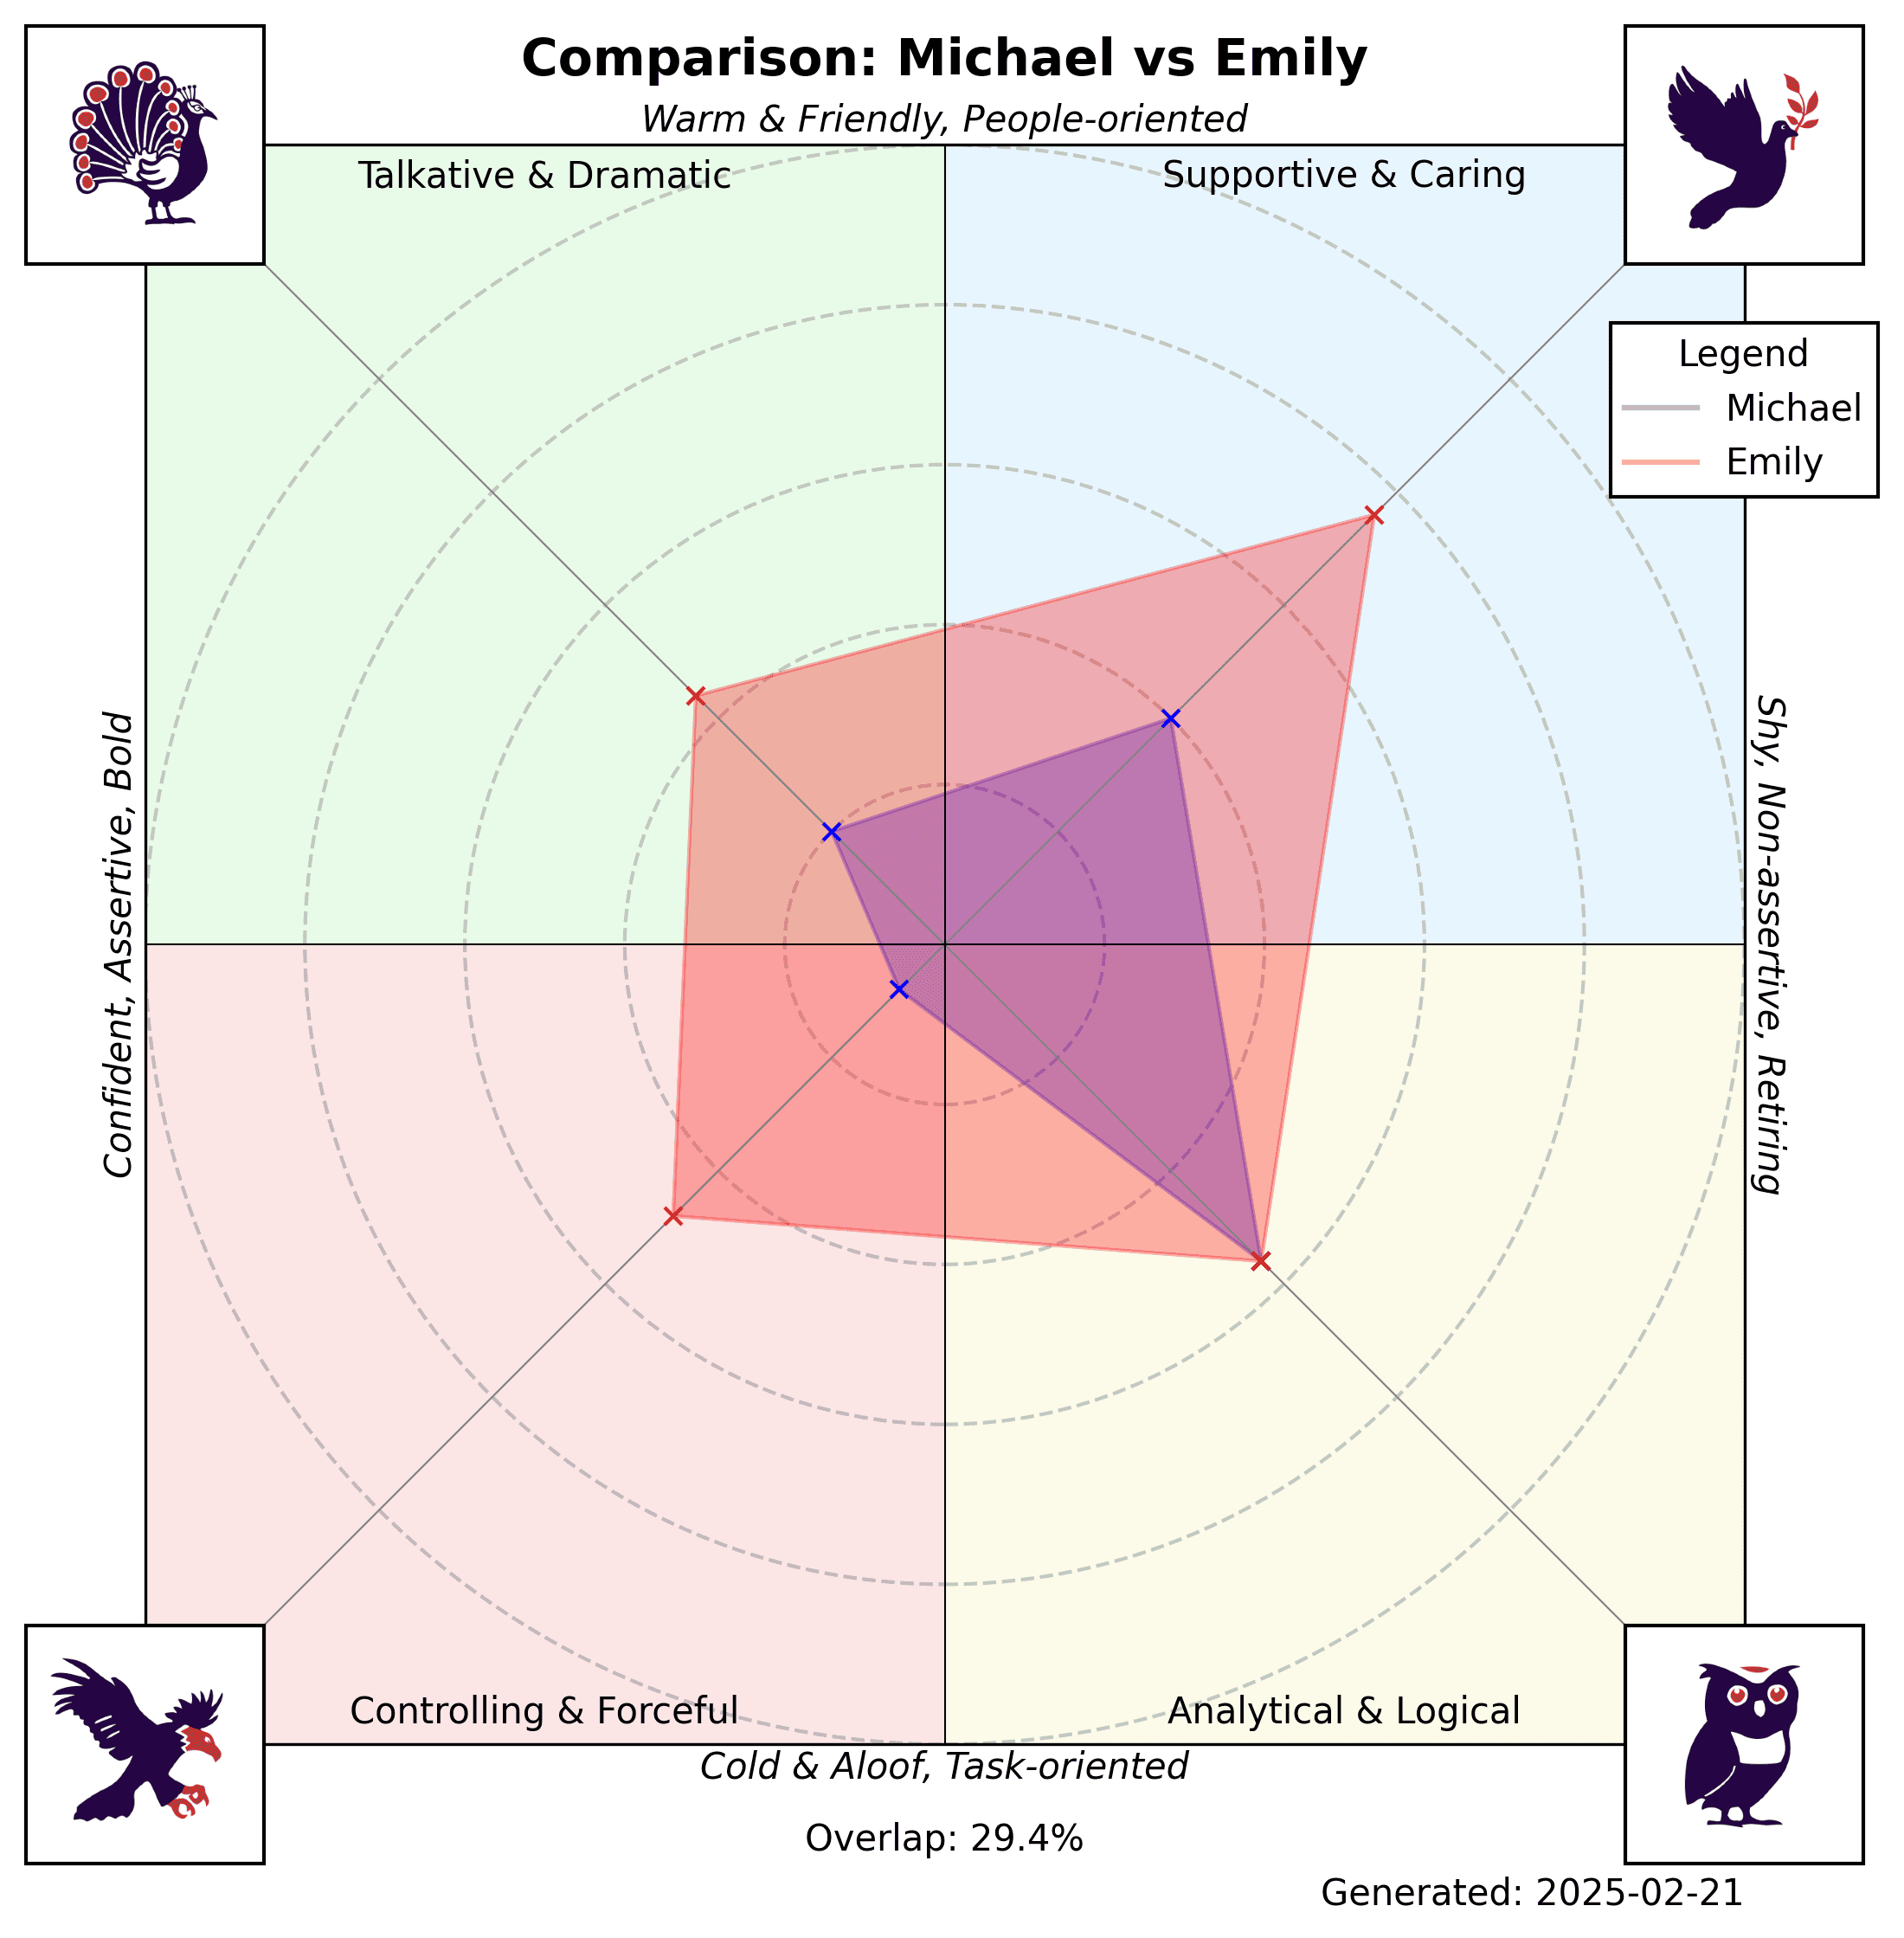 Comparison: Michael vs Emily
Warm & Friendly, People-oriented
Talkative & Dramatic
Supportive & Caring
Legend
Michael
Emily
Confident, Assertive, Bold
Shy, Non-assertive, Retiring
Controlling & Forceful
Analytical & Logical
Cold & Aloof, Task-oriented
Overlap: 29.4%
Generated: 2025-02-21